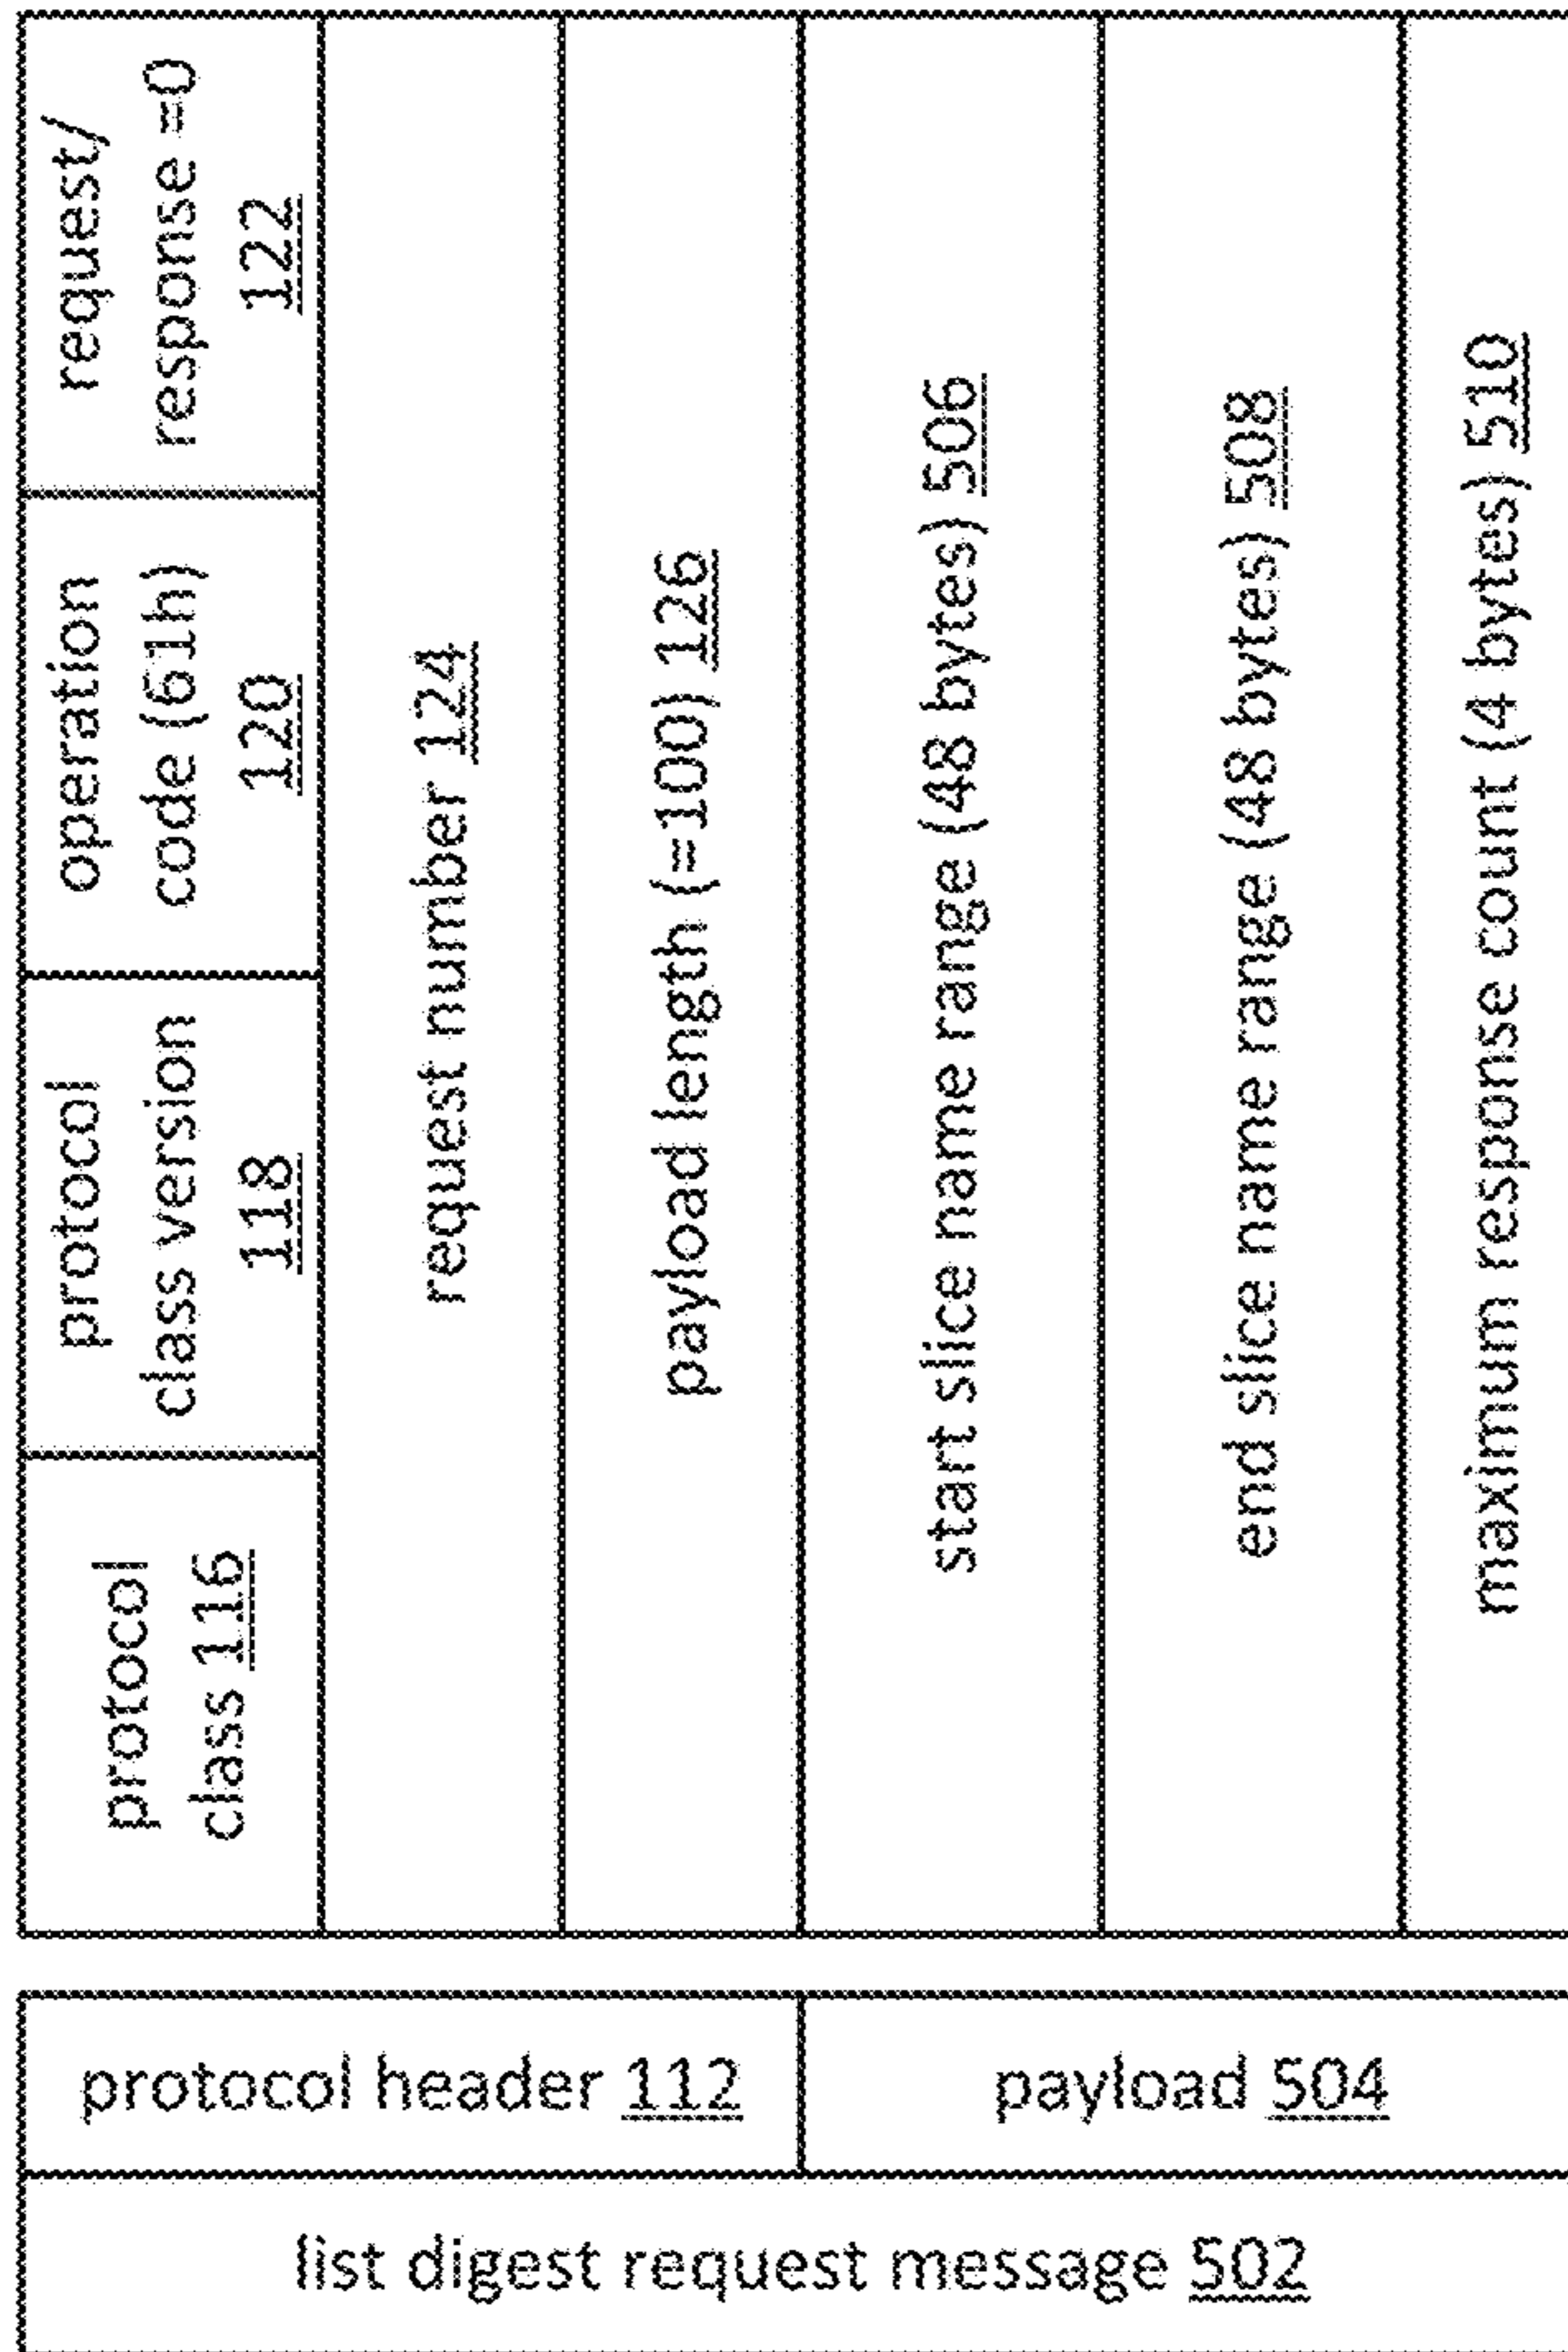 list digest request message 502
protocol header 112
payload 504
protocol
class 116
protocol
class version
118
operation
code (61h)
120
request/
response =0
122
request number 124
payload length (=100) 126
start slice name range (48 bytes) 506
end slice name range (48 bytes) 508
maximum response count (4 bytes) 510